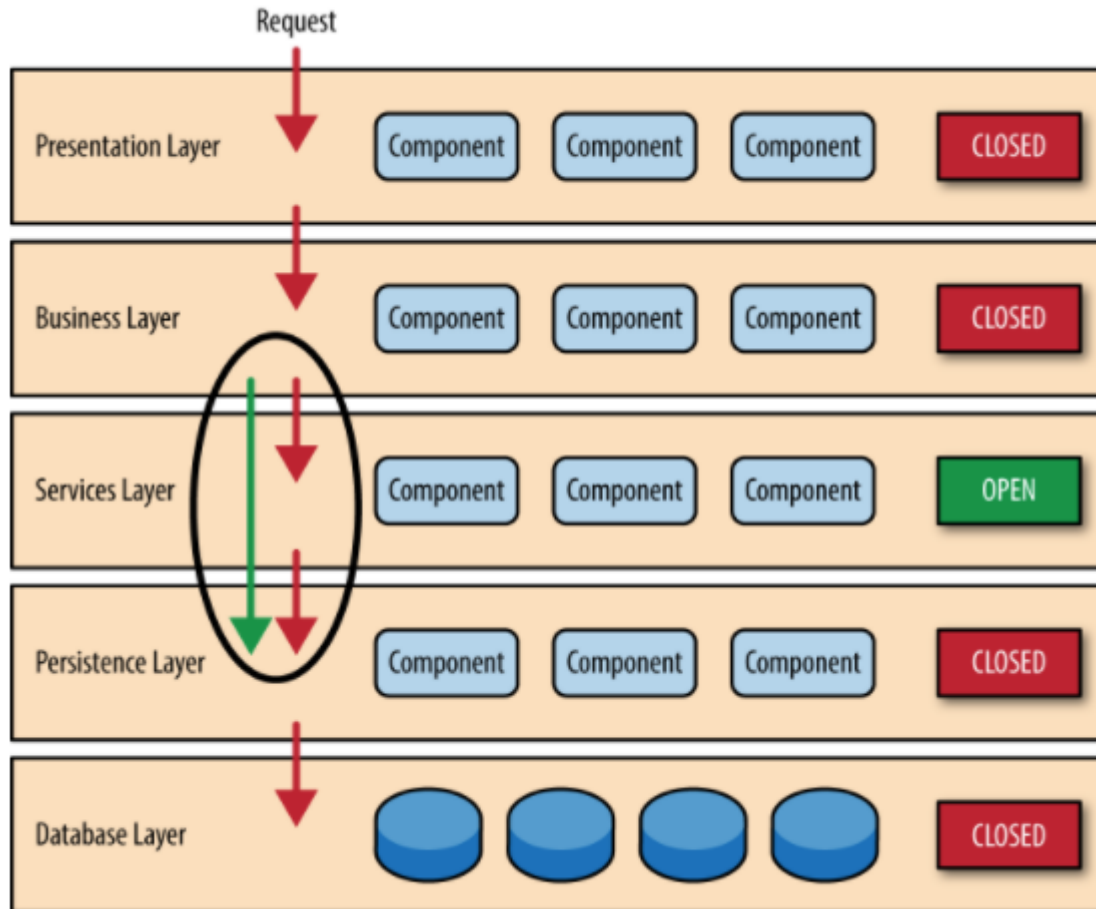 Request
Presentation Layer Component Component Component CLOSED
Business Layer Component Component Component CLOSED
Services Layer Component Component Component OPEN
Persistence Layer Component Component Component CLOSED
Database Layer CLOSED